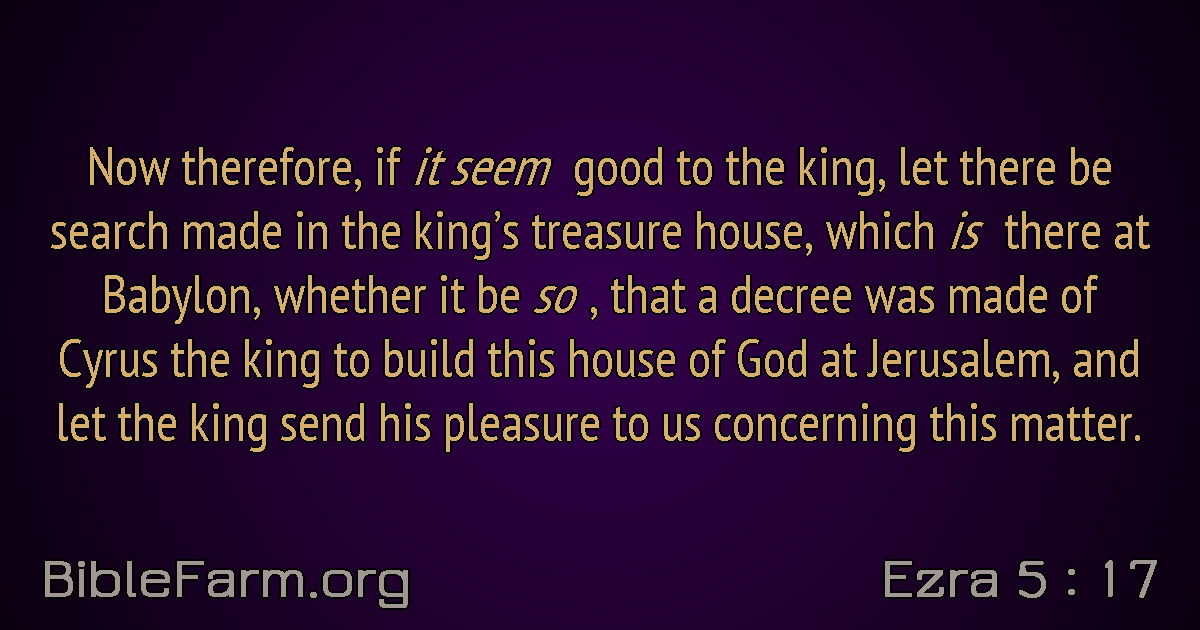 Now therefore, if it seem good to the king, let there be
search made in the king’s treasure house, which is there at
Babylon, whether it be so , that a decree was made of
Cyrus the king to build this house of God at Jerusalem, and
let the king send his pleasure to us concerning this matter.
BibleFarm.org
Ezra 5 : 17